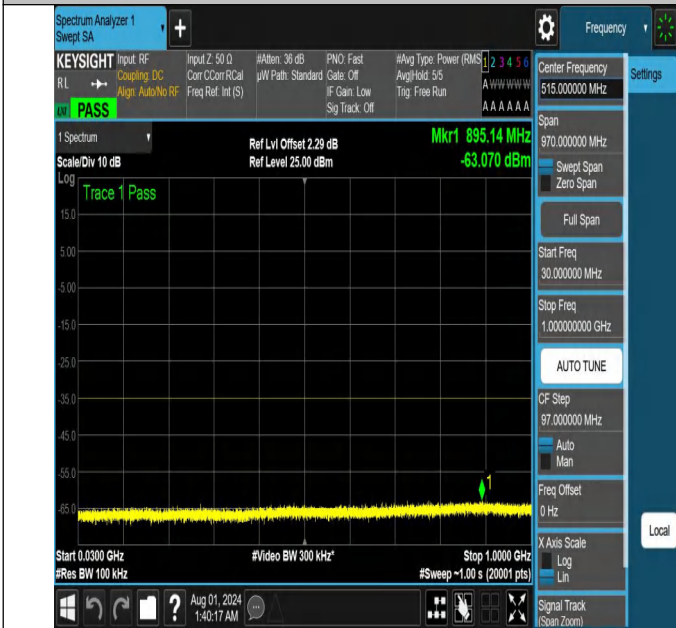 Spectrum Analyzer 1
Swept SA
+
Frequency
KEYSIGHT
RL
PASS
Input: RF
Coupling: DC
Align: Auto/No RF
Input Z: 50 Ω
Corr CCorr RCal
Freq Ref: Int (S)
#Atten: 36 dB
µW Path: Standard
PNO: Fast
Gate: Off
IF Gain: Low
Sig Track: Off
#Avg Type: Power (RMS
Avg|Hold: 5/5
Trig: Free Run
1 2 3 4 5 6
A W W W W W
A A A A A A
1 Spectrum
Scale/Div 10 dB
Ref Lvl Offset 2.29 dB
Ref Level 25.00 dBm
Mkr1 895.14 MHz
-63.070 dBm
Log
Trace 1 Pass
15.0
5.00
-5.00
-15.0
-25.0
-35.0
-45.0
-55.0
-65.0
1
Start 0.0300 GHz
#Res BW 100 kHz
#Video BW 300 kHz*
Stop 1.0000 GHz
#Sweep ~1.00 s (20001 pts)
?
Aug 01, 2024
1:40:17 AM
Center Frequency
515.000000 MHz
Settings
Span
970.000000 MHz
Swept Span
Zero Span
Full Span
Start Freq
30.000000 MHz
Stop Freq
1.000000000 GHz
AUTO TUNE
CF Step
97.000000 MHz
Auto
Man
Freq Offset
0 Hz
Local
X Axis Scale
Log
Lin
Signal Track
(Span Zoom)